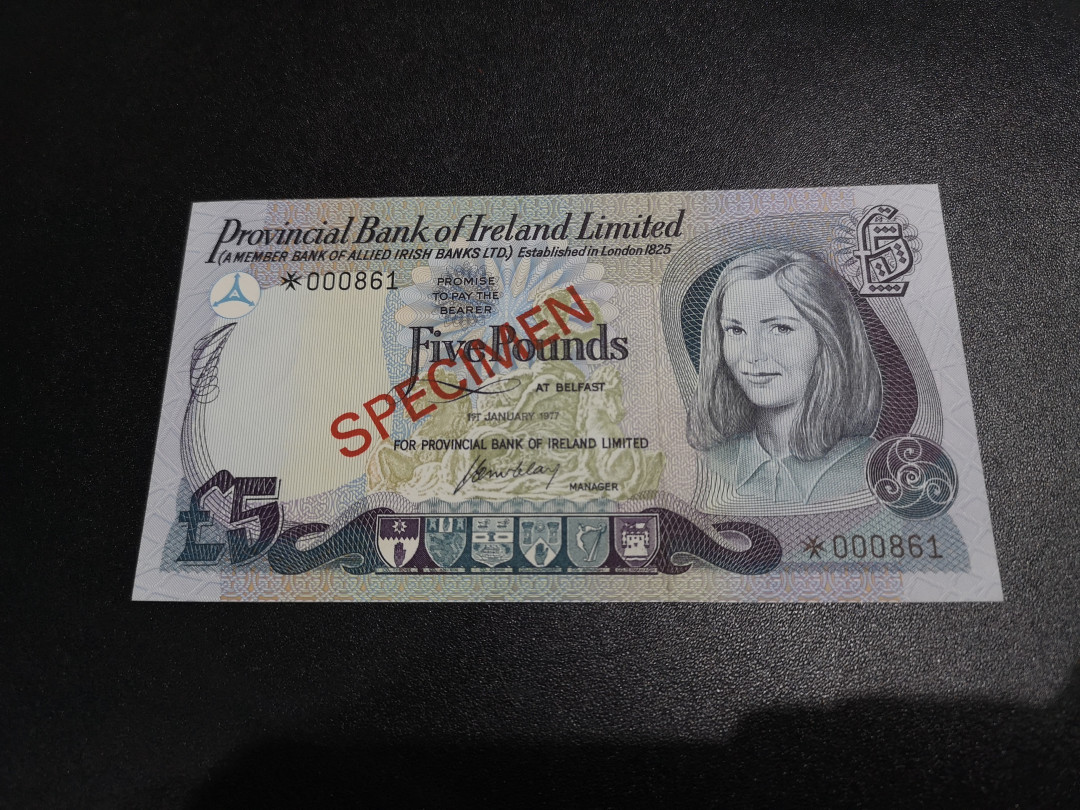 Provincial Bank of Ireland Limited
(A MEMBER BANK OF ALLIED IRISH BANKS LTD.) Established in London 1825
A
*000861
PROMISE
TO PAY THE
BEARER
Five Pounds
SPECIMEN
AT BELFAST
1ST JANUARY 1977
FOR PROVINCIAL BANK OF IRELAND LIMITED
MANAGER
£
£5
*000861